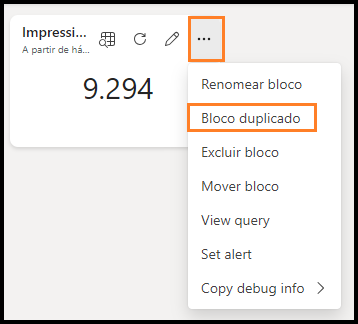 Impressi...
A partir de há...
9.294
Renomear bloco
Bloco duplicado
Excluir bloco
Mover bloco
View query
Set alert
Copy debug info